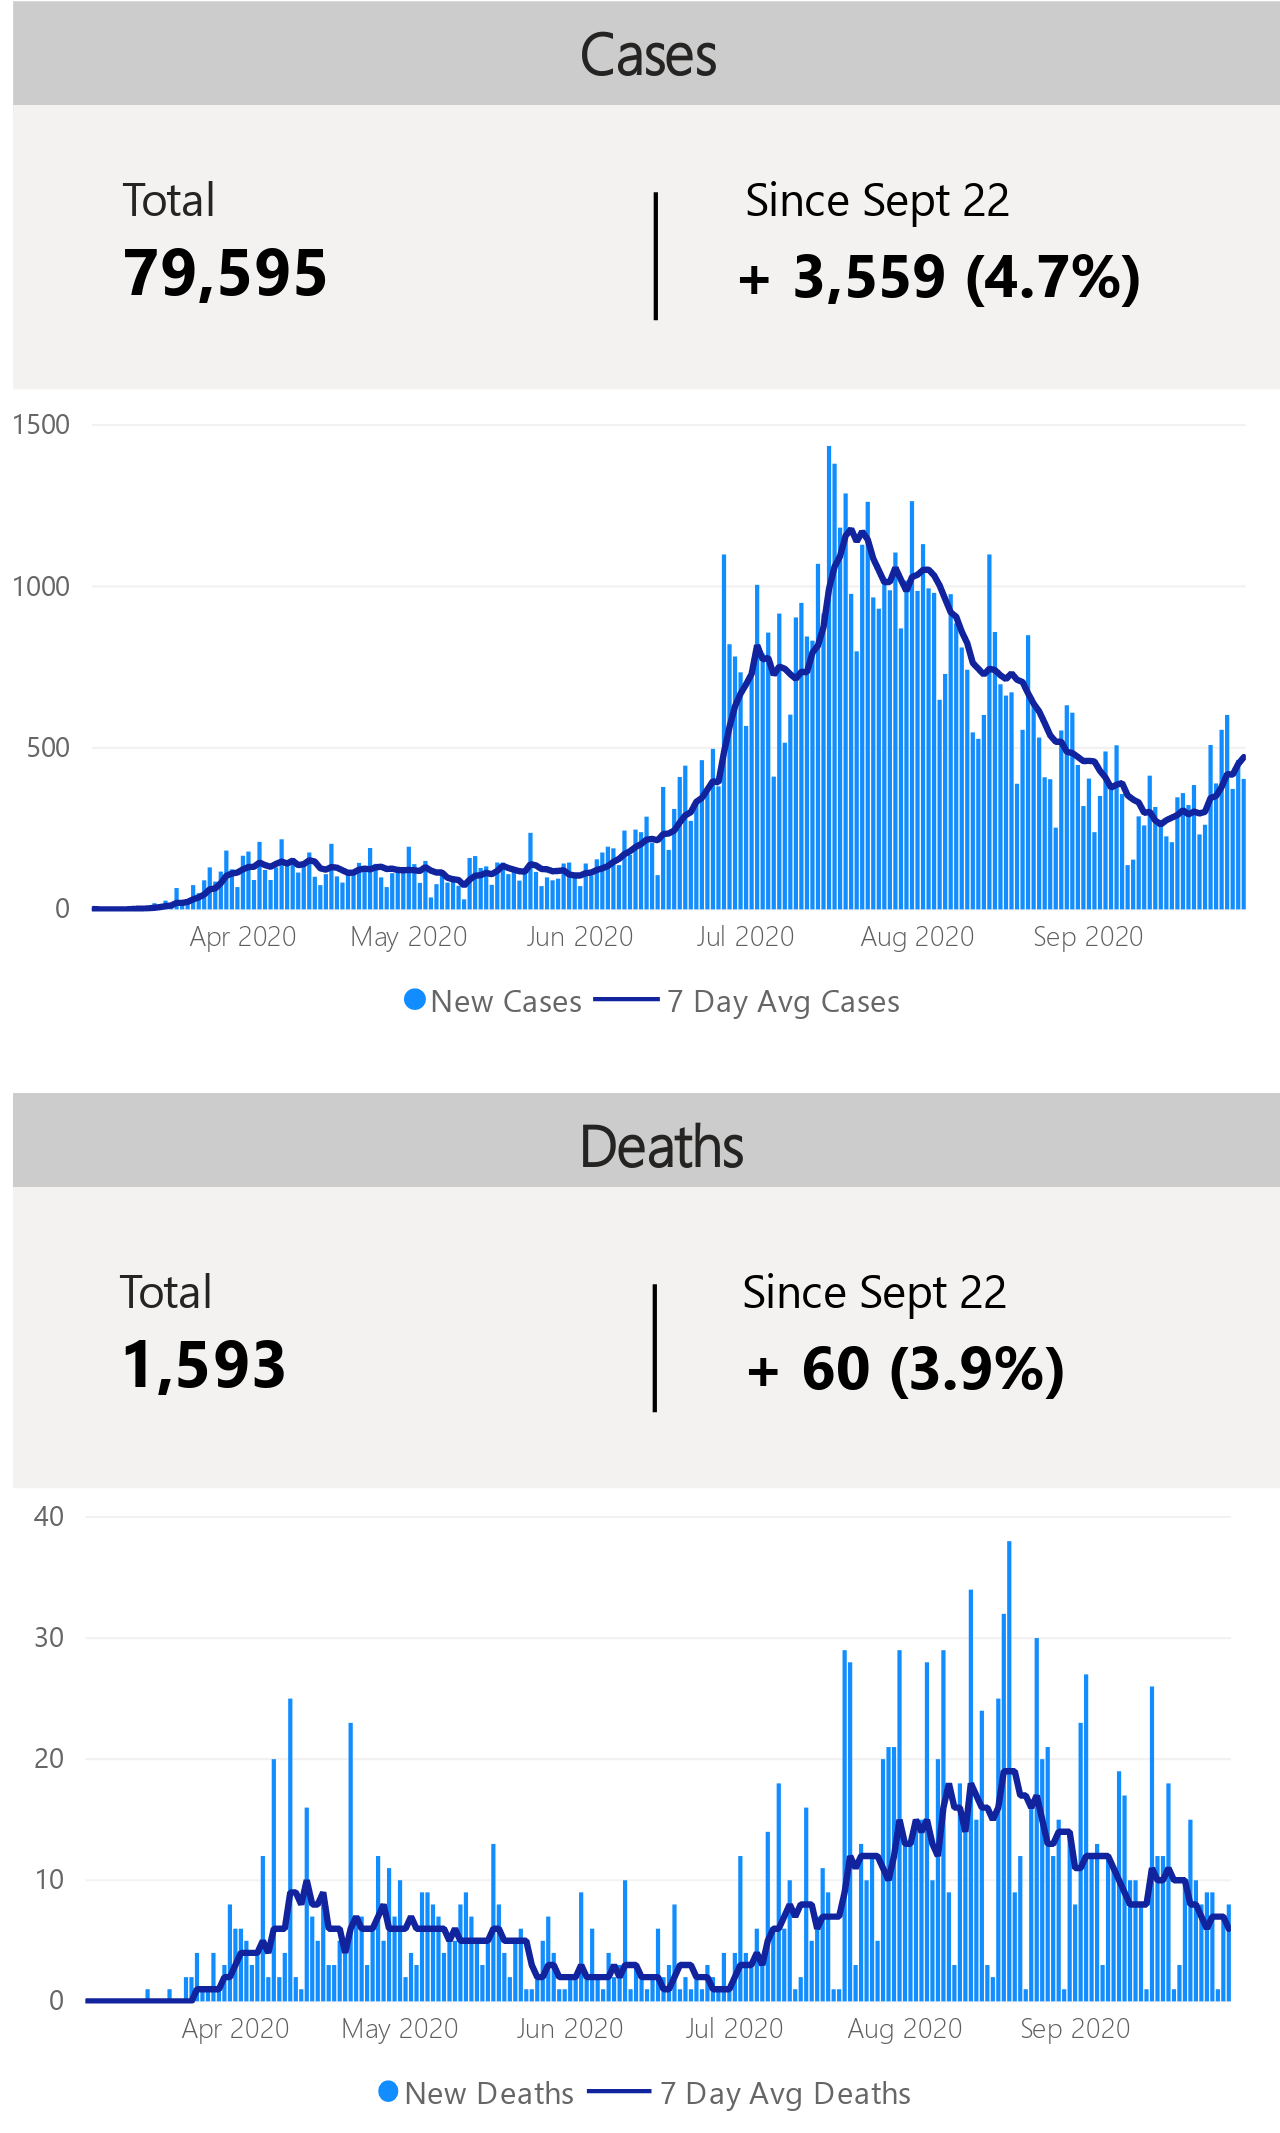 Cases
Total
Since Sept 22
79,595
+ 3,559 (4.7%)
1500
1000
500
0
Apr 2020 May 2020 Jun 2020 Jul 2020 Aug 2020 Sep 2020
New Cases 7 Day Avg Cases
Deaths
Total
Since Sept 22
1,593
+ 60 (3.9%)
40
30
20
10
0
Apr 2020 May 2020 Jun 2020 Jul 2020 Aug 2020 Sep 2020
New Deaths 7 Day Avg Deaths